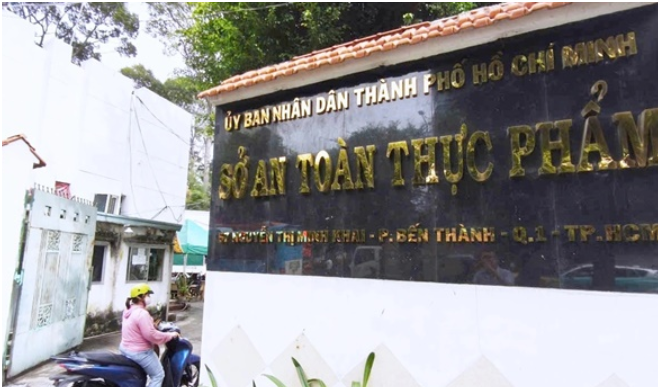 ỦY BAN NHÂN DÂN THÀNH PHỐ HỒ CHÍ MINH
SỞ AN TOÀN THỰC PHẨM
NGUYỄN THỊ MINH KHAI - P. BẾN THÀNH - Q.1 - TP.HCM